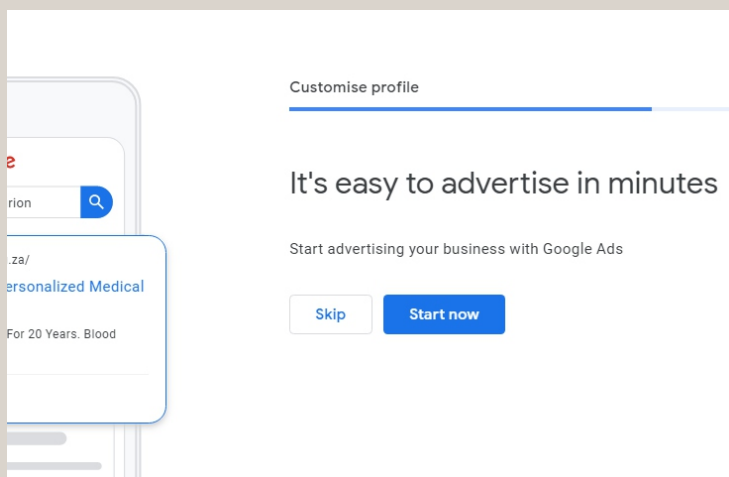 Customise profile
It's easy to advertise in minutes
Start advertising your business with Google Ads
Skip
Start now
e
rion
.za/
ersonalized Medical
For 20 Years. Blood